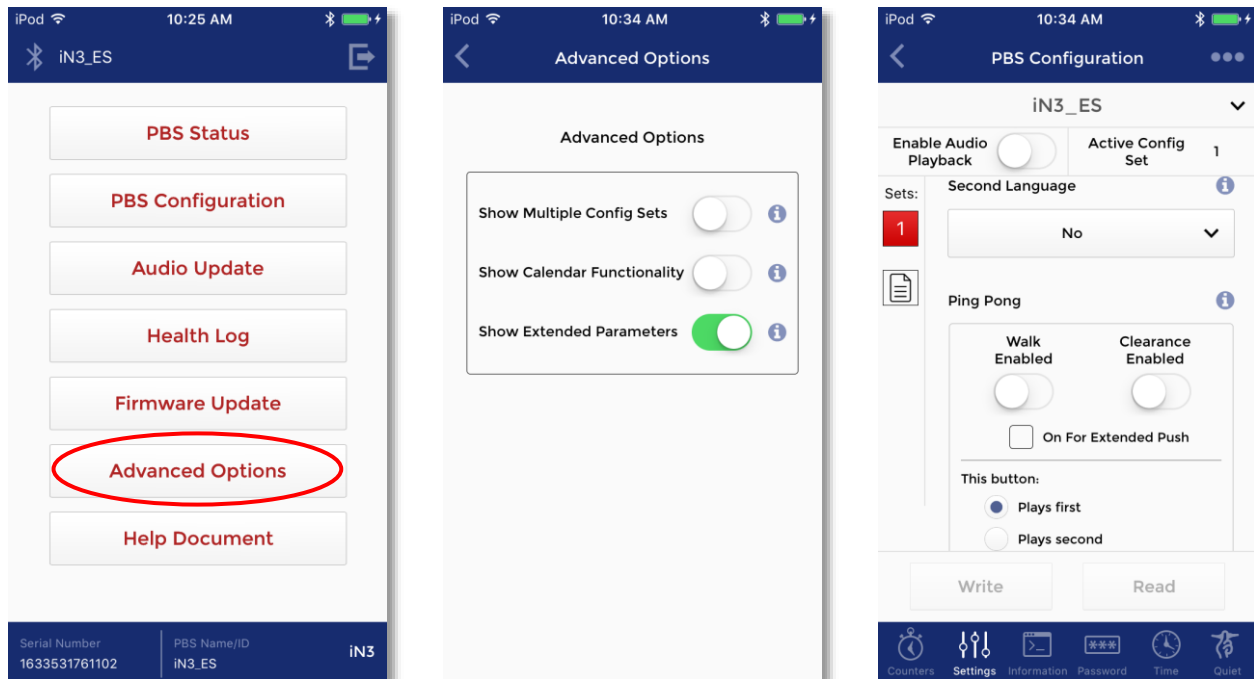 iPod 10:25 AM
iN3_ES
PBS Status
PBS Configuration
Audio Update
Health Log
Firmware Update
Advanced Options
Help Document
Serial Number
1633531761102
PBS Name/ID
iN3_ES
iN3
iPod 10:34 AM
Advanced Options
Advanced Options
Show Multiple Config Sets
Show Calendar Functionality
Show Extended Parameters
iPod 10:34 AM
PBS Configuration
iN3_ES
Enable Audio
Playback
Active Config
Set
1
Sets:
1
Second Language
No
Ping Pong
Walk
Enabled
Clearance
Enabled
On For Extended Push
This button:
Plays first
Plays second
Write
Read
Counters
Settings
Information
Password
Time
Quiet